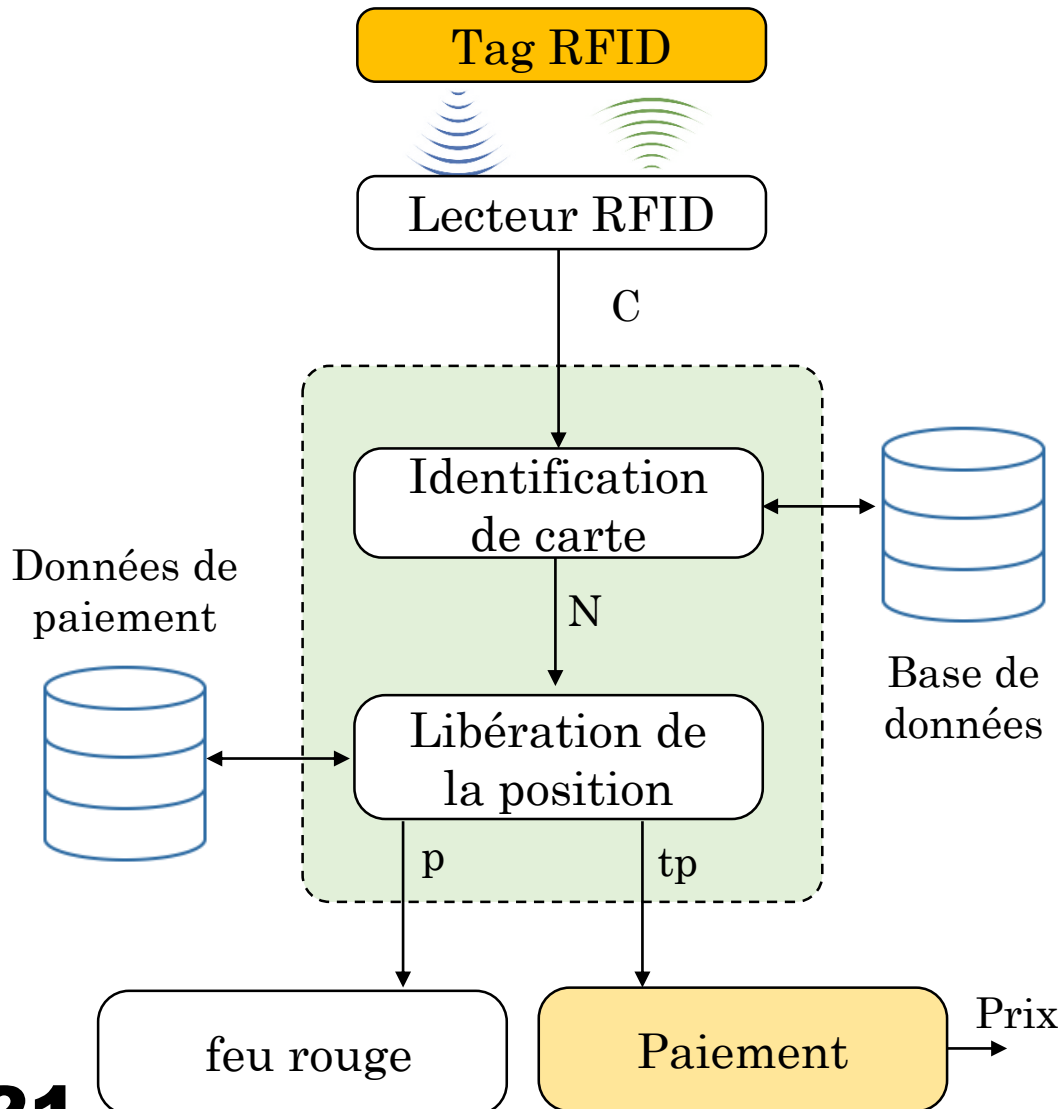 Tag RFID
Lecteur RFID
C
Identification
de carte
Données de
paiement
N
Base de
données
Libération de
la position
p
tp
Prix
feu rouge
Paiement